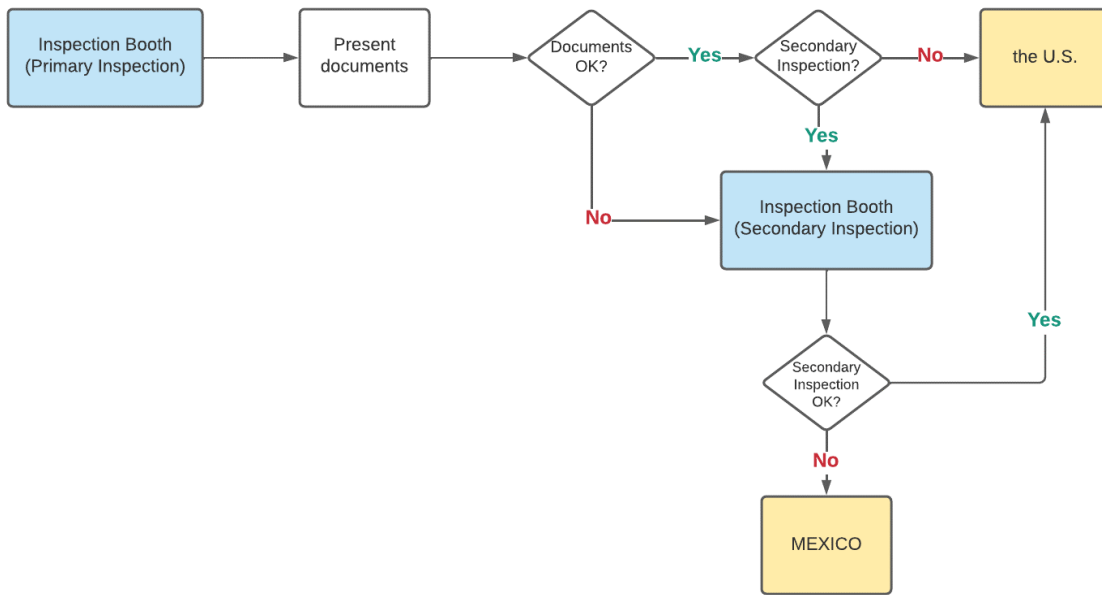 Inspection Booth
(Primary Inspection)
Present
documents
Documents
OK?
Yes
Secondary
Inspection?
No
the U.S.
Yes
No
Inspection Booth
(Secondary Inspection)
Yes
Secondary
Inspection
OK?
No
MEXICO